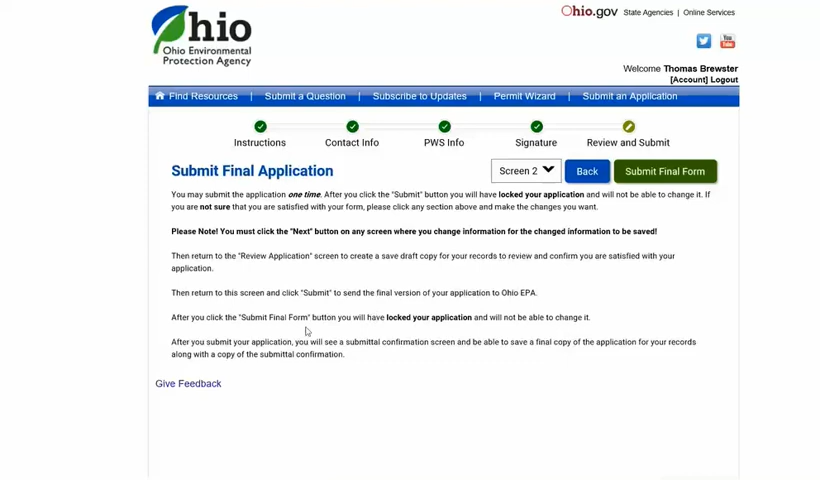 Ohio.gov State Agencies | Online Services
Ohio
Ohio Environmental
Protection Agency
You Tube
Welcome Thomas Brewster
[Account] Logout
Find Resources | Submit a Question | Subscribe to Updates | Permit Wizard | Submit an Application
Instructions Contact Info PWS Info Signature Review and Submit
Submit Final Application Screen 2 Back Submit Final Form
You may submit the application one time. After you click the "Submit" button you will have locked your application and will not be able to change it. If
you are not sure that you are satisfied with your form, please click any section above and make the changes you want.
Please Note! You must click the "Next" button on any screen where you change information for the changed information to be saved!
Then return to the "Review Application" screen to create a save draft copy for your records to review and confirm you are satisfied with your
application.
Then return to this screen and click "Submit" to send the final version of your application to Ohio EPA.
After you click the "Submit Final Form" button you will have locked your application and will not be able to change it.
After you submit your application, you will see a submittal confirmation screen and be able to save a final copy of the application for your records
along with a copy of the submittal confirmation.
Give Feedback